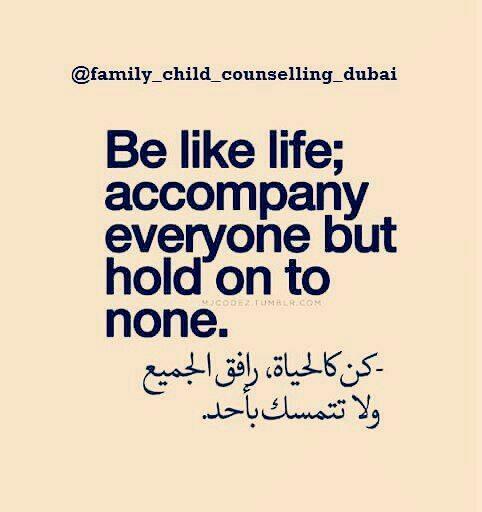 @family_child_counselling_dubai
Be like life;
accompany
everyone but
hold on to
MJCODEZ.TUMBLR.COM
none.
-كن كالحياة، رافق الجميع
ولا تتمسك بأحد.